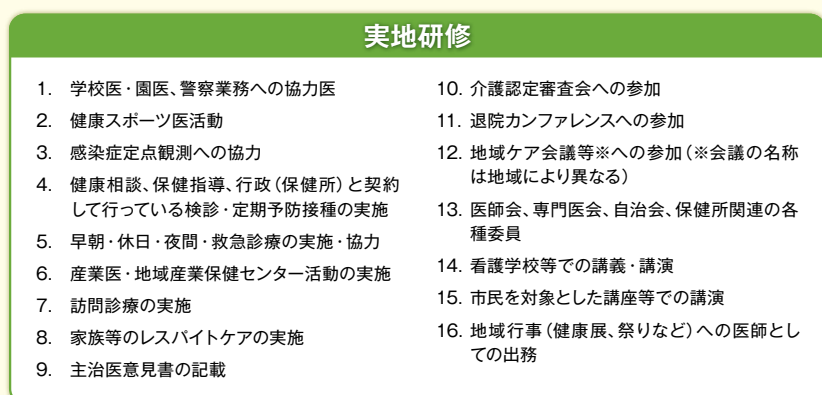 実地研修
1. 学校医・園医、警察業務への協力医
2. 健康スポーツ医活動
3. 感染症定点観測への協力
4. 健康相談、保健指導、行政（保健所）と契約
して行っている検診・定期予防接種の実施
5. 早朝・休日・夜間・救急診療の実施・協力
6. 産業医・地域産業保健センター活動の実施
7. 訪問診療の実施
8. 家族等のレスパイトケアの実施
9. 主治医意見書の記載
10. 介護認定審査会への参加
11. 退院カンファレンスへの参加
12. 地域ケア会議等※への参加（※会議の名称
は地域により異なる）
13. 医師会、専門医会、自治会、保健所関連の各
種委員
14. 看護学校等での講義・講演
15. 市民を対象とした講座等での講演
16. 地域行事（健康展、祭りなど）への医師とし
ての出務